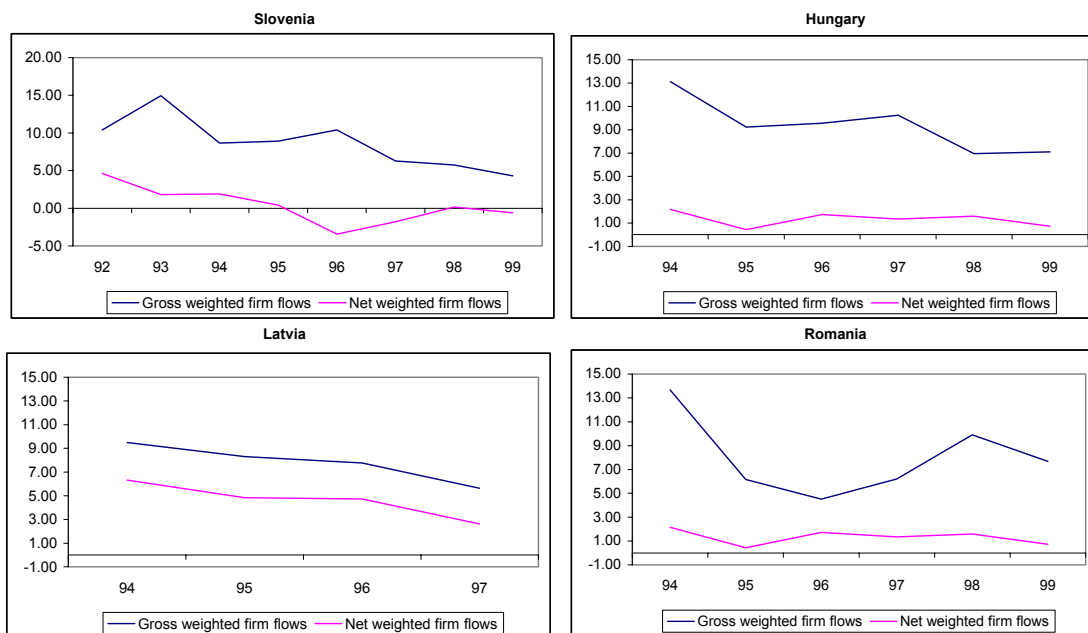 Slovenia
20.00
15.00
10.00
5.00
0.00
-5.00
92 93 94 95 96 97 98 99
Gross weighted firm flows Net weighted firm flows
Hungary
15.00
13.00
11.00
9.00
7.00
5.00
3.00
1.00
-1.00
94 95 96 97 98 99
Gross weighted firm flows Net weighted firm flows
Latvia
15.00
13.00
11.00
9.00
7.00
5.00
3.00
1.00
-1.00
94 95 96 97
Gross weighted firm flows Net weighted firm flows
Romania
15.00
13.00
11.00
9.00
7.00
5.00
3.00
1.00
-1.00
94 95 96 97 98 99
Gross weighted firm flows Net weighted firm flows